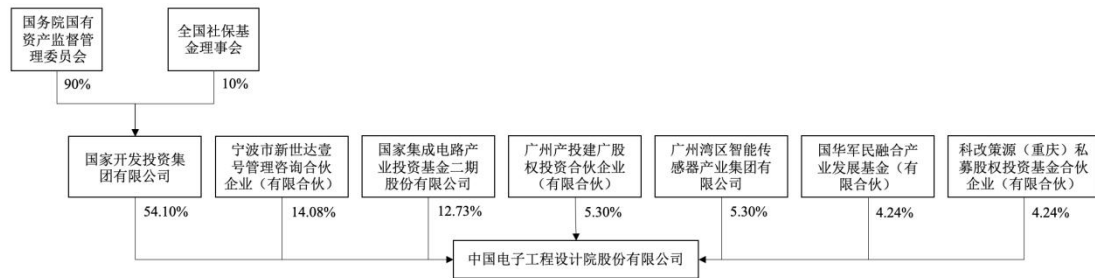 国务院国有
资产监督管
理委员会
全国社保基
金理事会
90%
10%
国家开发投资集
团有限公司
宁波市新世达壹
号管理咨询合伙
企业（有限合伙）
国家集成电路产
业投资基金二期
股份有限公司
广州产投建广股
权投资合伙企业
（有限合伙）
广州湾区智能传
感器产业集团有
限公司
国华军民融合产
业发展基金（有
限合伙）
科改策源（重庆）私
募股权投资基金合伙
企业（有限合伙）
54.10%
14.08%
12.73%
5.30%
5.30%
4.24%
4.24%
中国电子工程设计院股份有限公司